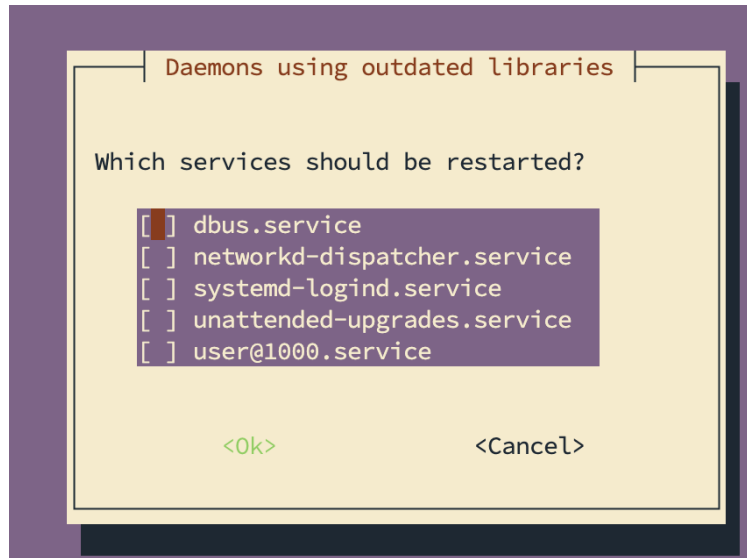 Daemons using outdated libraries
Which services should be restarted?
[ ] dbus.service
[ ] networkd-dispatcher.service
[ ] systemd-logind.service
[ ] unattended-upgrades.service
[ ] user@1000.service
<Ok> <Cancel>